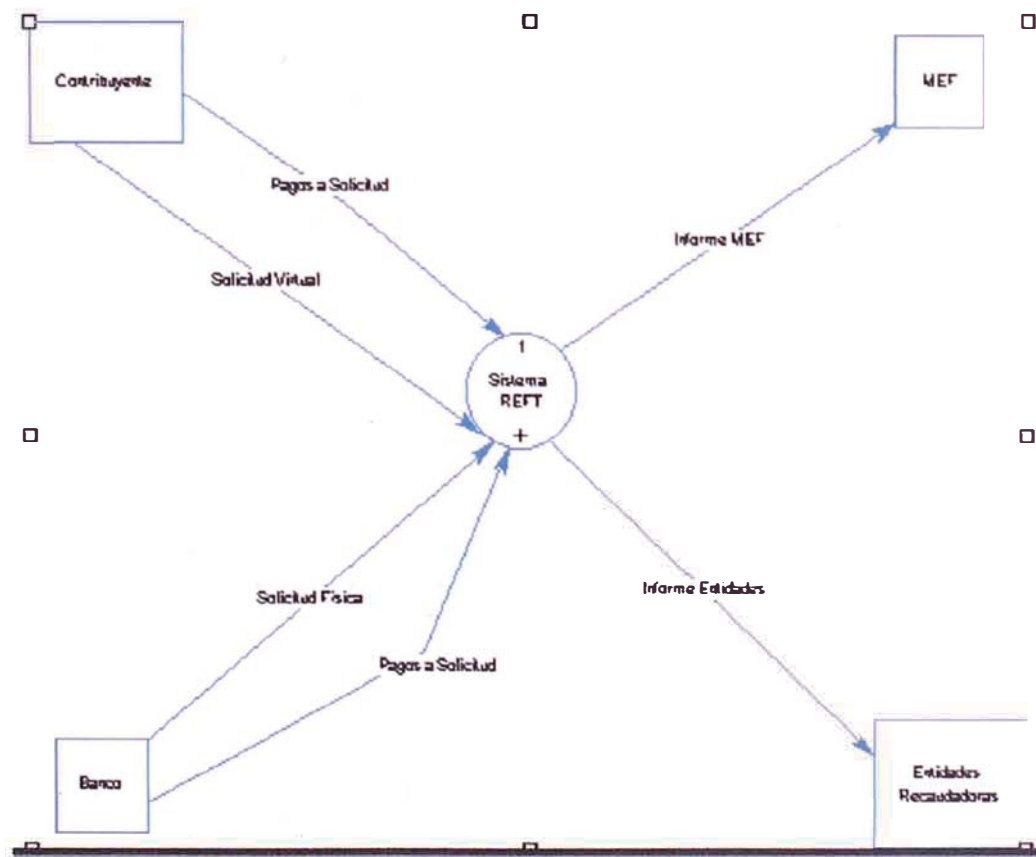 Contribuyente
MEF
Pagos a Solicitud
Informe MEF
Solicitud Virtual
1
Sistema
REFT
+
Solicitud Física
Informe Entidades
Pagos a Solicitud
Banco
Entidades
Recaudadoras